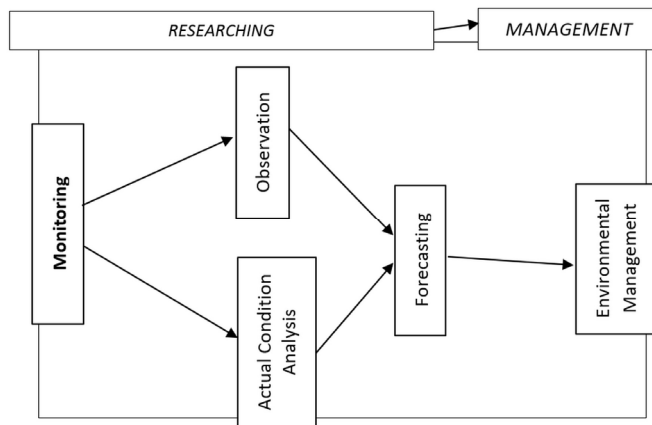 RESEARCHING
MANAGEMENT
Monitoring
Observation
Actual Condition
Analysis
Forecasting
Environmental
Management